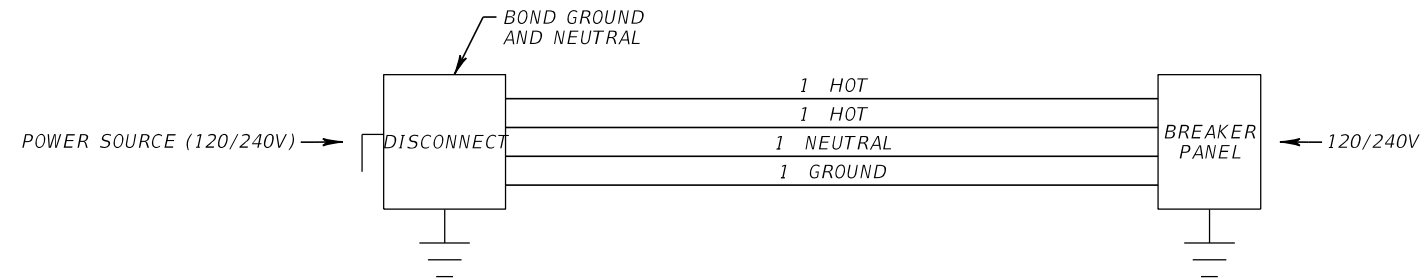 BOND GROUND
AND NEUTRAL
POWER SOURCE (120/240V)
DISCONNECT
1 HOT
1 HOT
1 NEUTRAL
1 GROUND
BREAKER
PANEL
120/240V